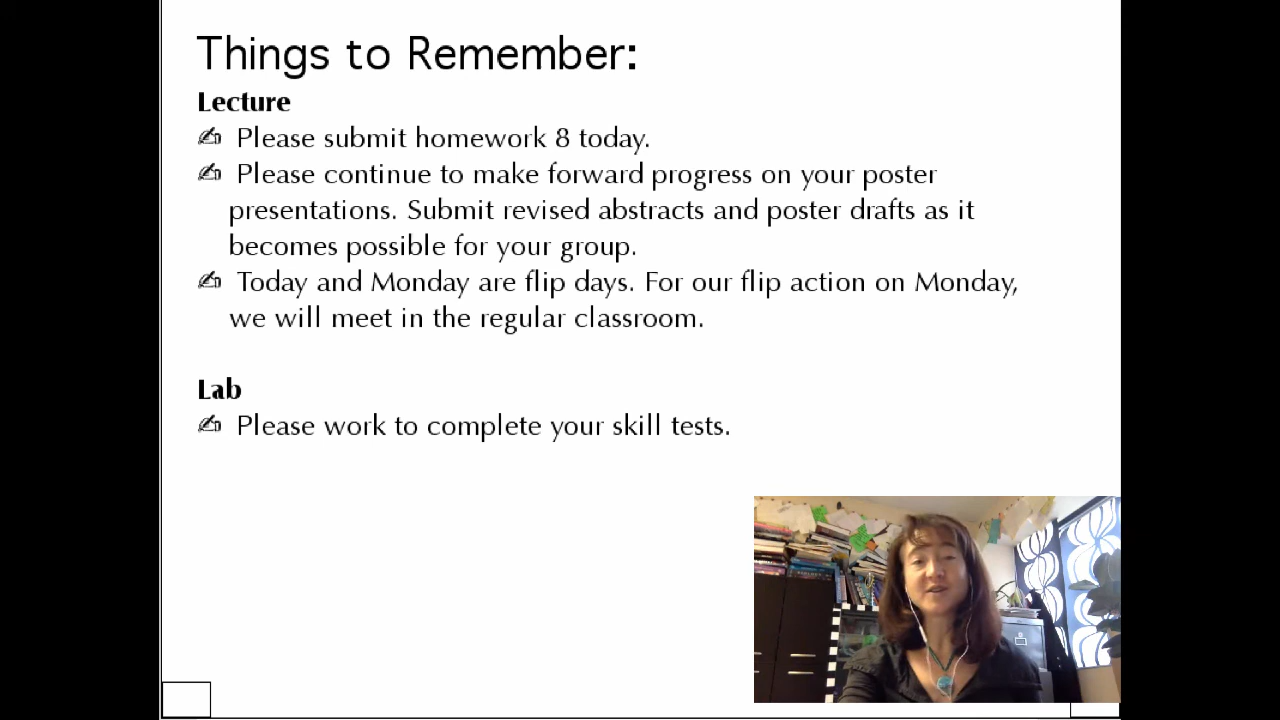 Things to Remember:
Lecture
✍ Please submit homework 8 today.
✍ Please continue to make forward progress on your poster
presentations. Submit revised abstracts and poster drafts as it
becomes possible for your group.
✍ Today and Monday are flip days. For our flip action on Monday,
we will meet in the regular classroom.
Lab
✍ Please work to complete your skill tests.